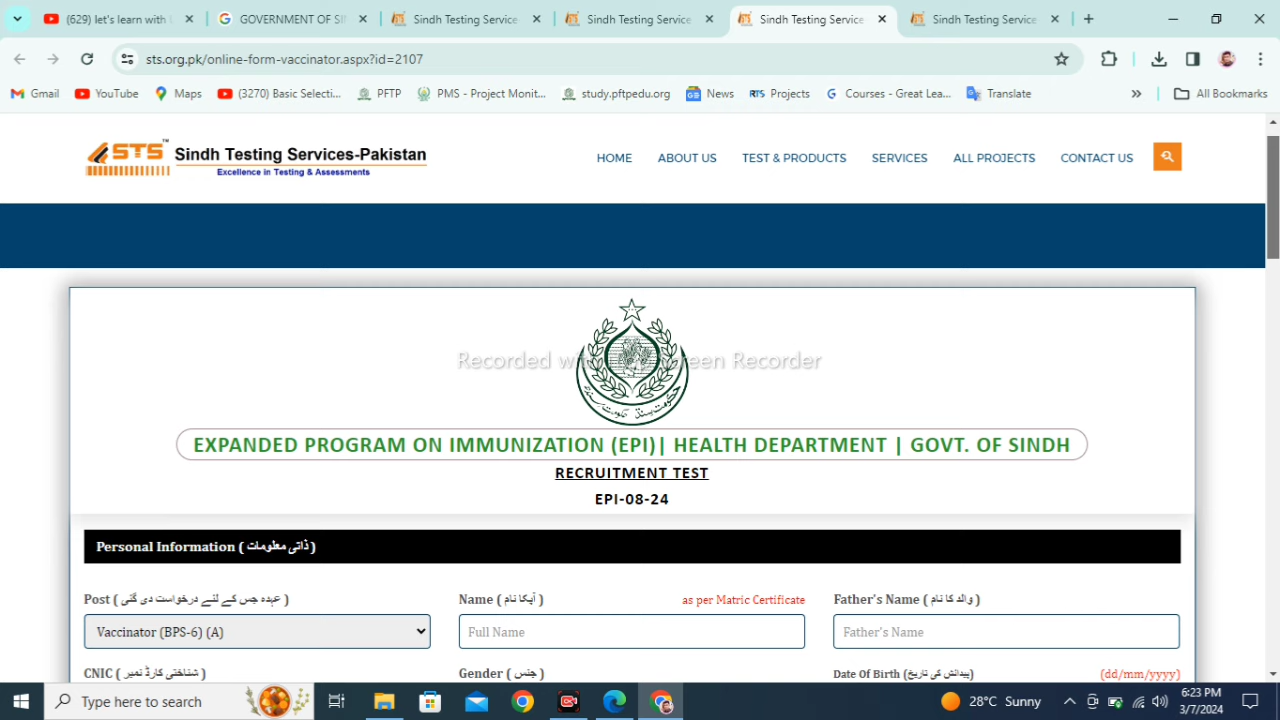 (629) let's learn with
GOVERNMENT OF SI
Sindh Testing Service
Sindh Testing Service
Sindh Testing Service
Sindh Testing Service
sts.org.pk/online-form-vaccinator.aspx?id=2107
Gmail
YouTube
Maps
(3270) Basic Selecti...
PFTP
PMS - Project Monit...
study.pftpedu.org
News
RTS Projects
Courses - Great Lea...
Translate
»
All Bookmarks
STS™ Sindh Testing Services-Pakistan
Excellence in Testing & Assessments
HOME
ABOUT US
TEST & PRODUCTS
SERVICES
ALL PROJECTS
CONTACT US
حکومت سندھ
Recorded with Screen Recorder
EXPANDED PROGRAM ON IMMUNIZATION (EPI)| HEALTH DEPARTMENT | GOVT. OF SINDH
RECRUITMENT TEST
EPI-08-24
Personal Information ( ذاتی معلومات )
Post ( عہدہ جس کے لئے درخواست دی گئی )
Name ( آپکا نام )
as per Matric Certificate
Father's Name ( والد کا نام )
Vaccinator (BPS-6) (A)
Full Name
Father's Name
CNIC ( شناختی کارڈ نمبر )
Gender ( جنس )
Date Of Birth (پیدائش کی تاریخ)
(dd/mm/yyyy)
Type here to search
28°C Sunny
6:23 PM
3/7/2024